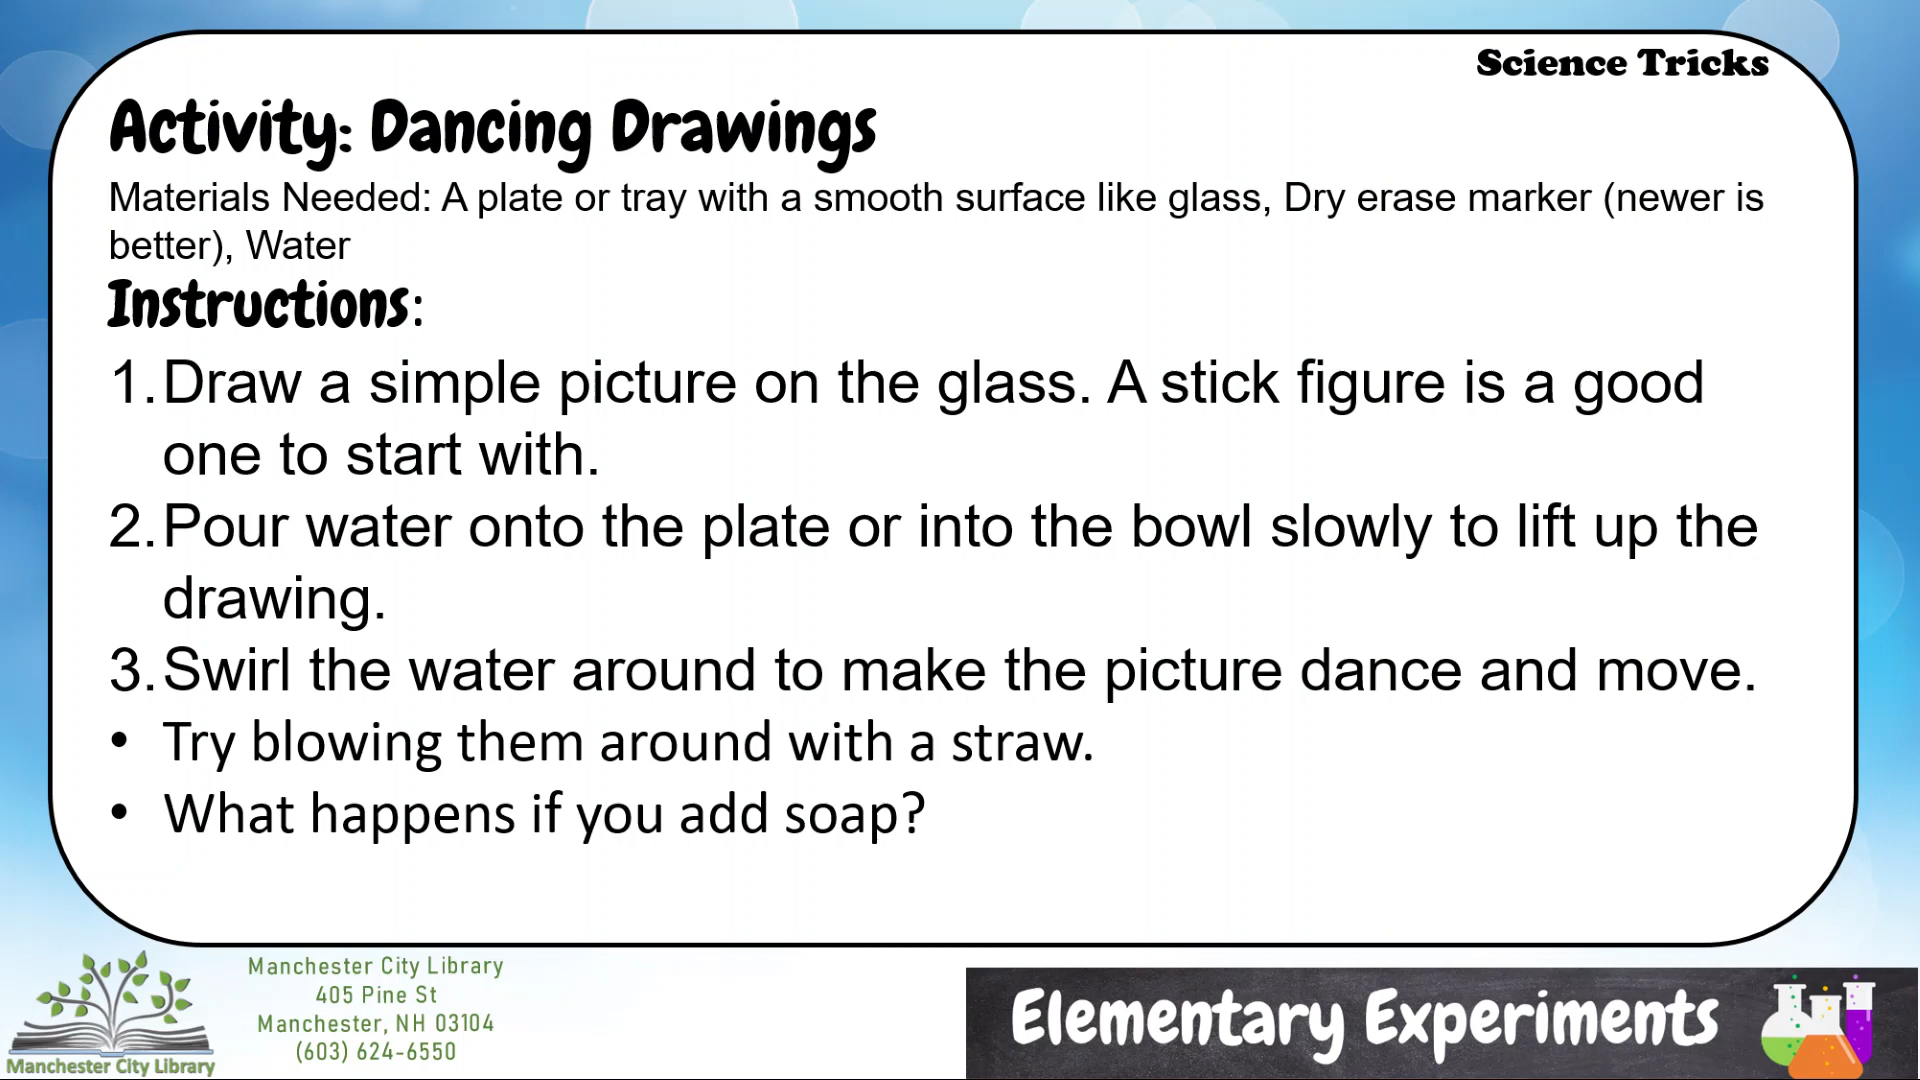 Science Tricks
Activity: Dancing Drawings
Materials Needed: A plate or tray with a smooth surface like glass, Dry erase marker (newer is
better), Water
Instructions:
1. Draw a simple picture on the glass. A stick figure is a good
one to start with.
2. Pour water onto the plate or into the bowl slowly to lift up the
drawing.
3. Swirl the water around to make the picture dance and move.
• Try blowing them around with a straw.
• What happens if you add soap?
Manchester City Library
405 Pine St
Manchester, NH 03104
(603) 624-6550
Manchester City Library
Elementary Experiments